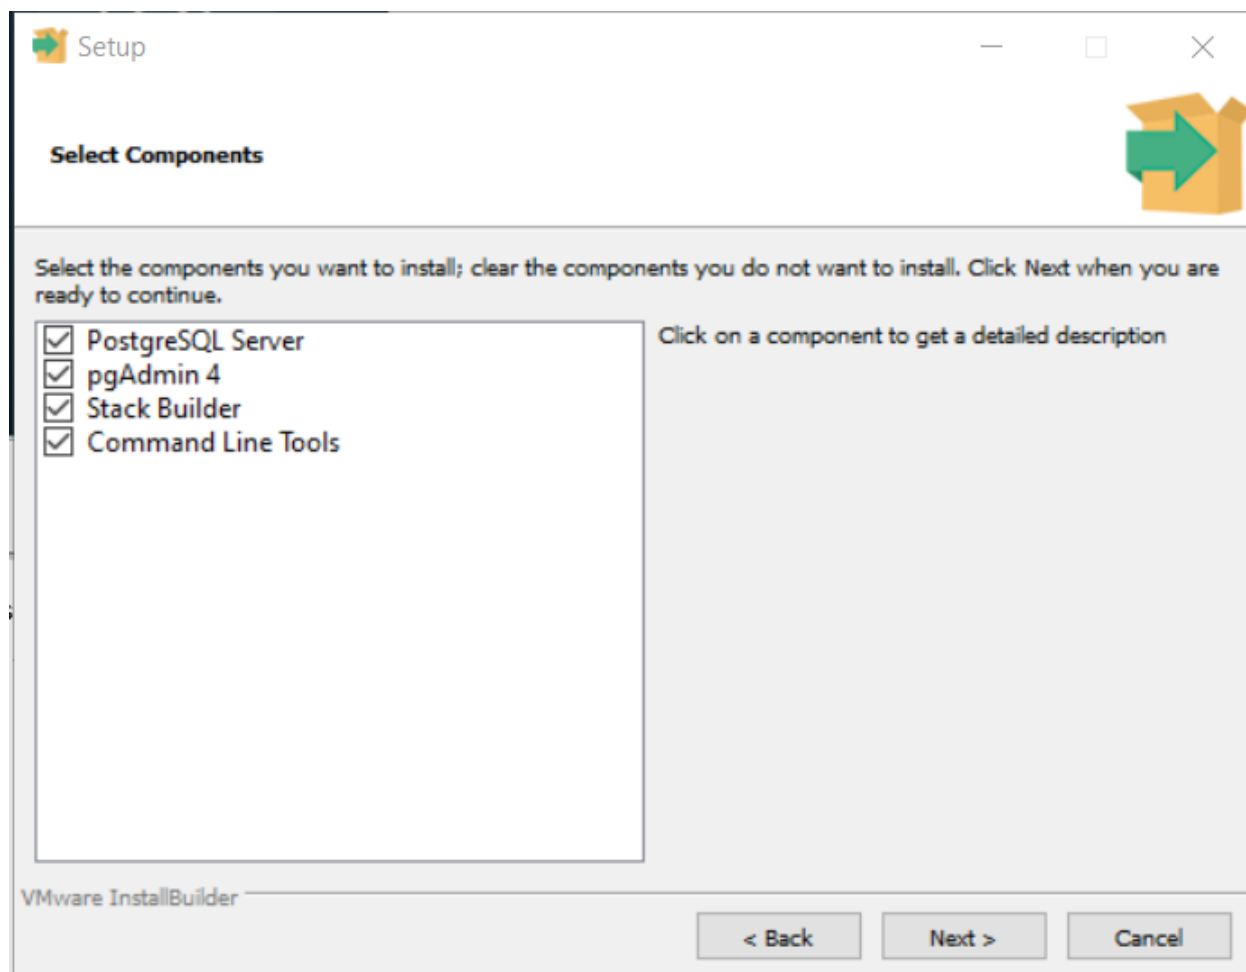 Setup
Select Components
Select the components you want to install; clear the components you do not want to install. Click Next when you are
ready to continue.
PostgreSQL Server
Click on a component to get a detailed description
pgAdmin 4
Stack Builder
Command Line Tools
VMware InstallBuilder
< Back
Next >
Cancel